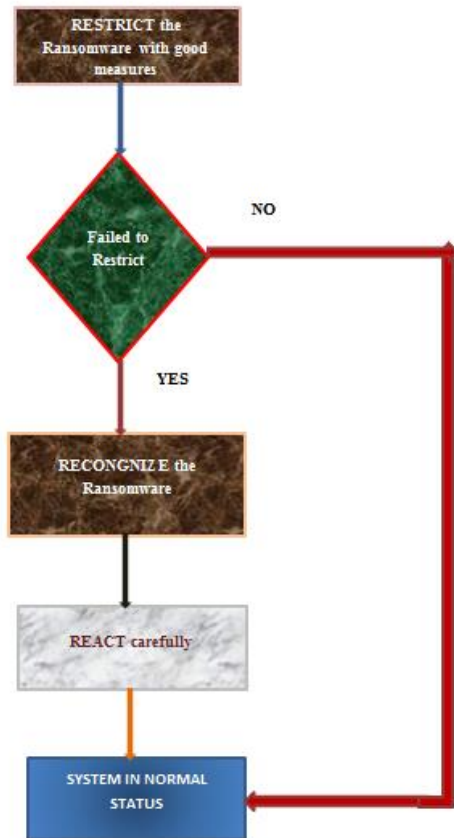 RESTRICT the
Ransomware with good
measures
Failed to
Restrict
NO
YES
RECONGNIZE the
Ransomware
REACT carefully
SYSTEM IN NORMAL
STATUS